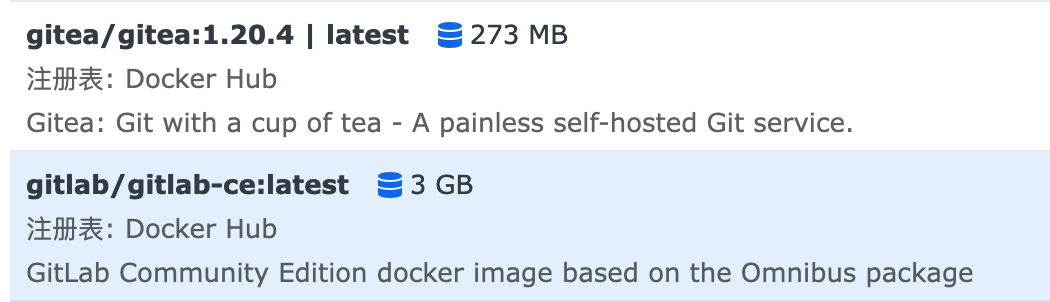 gitea/gitea:1.20.4 | latest 273 MB
注册表: Docker Hub
Gitea: Git with a cup of tea - A painless self-hosted Git service.
gitlab/gitlab-ce:latest 3 GB
注册表: Docker Hub
GitLab Community Edition docker image based on the Omnibus package